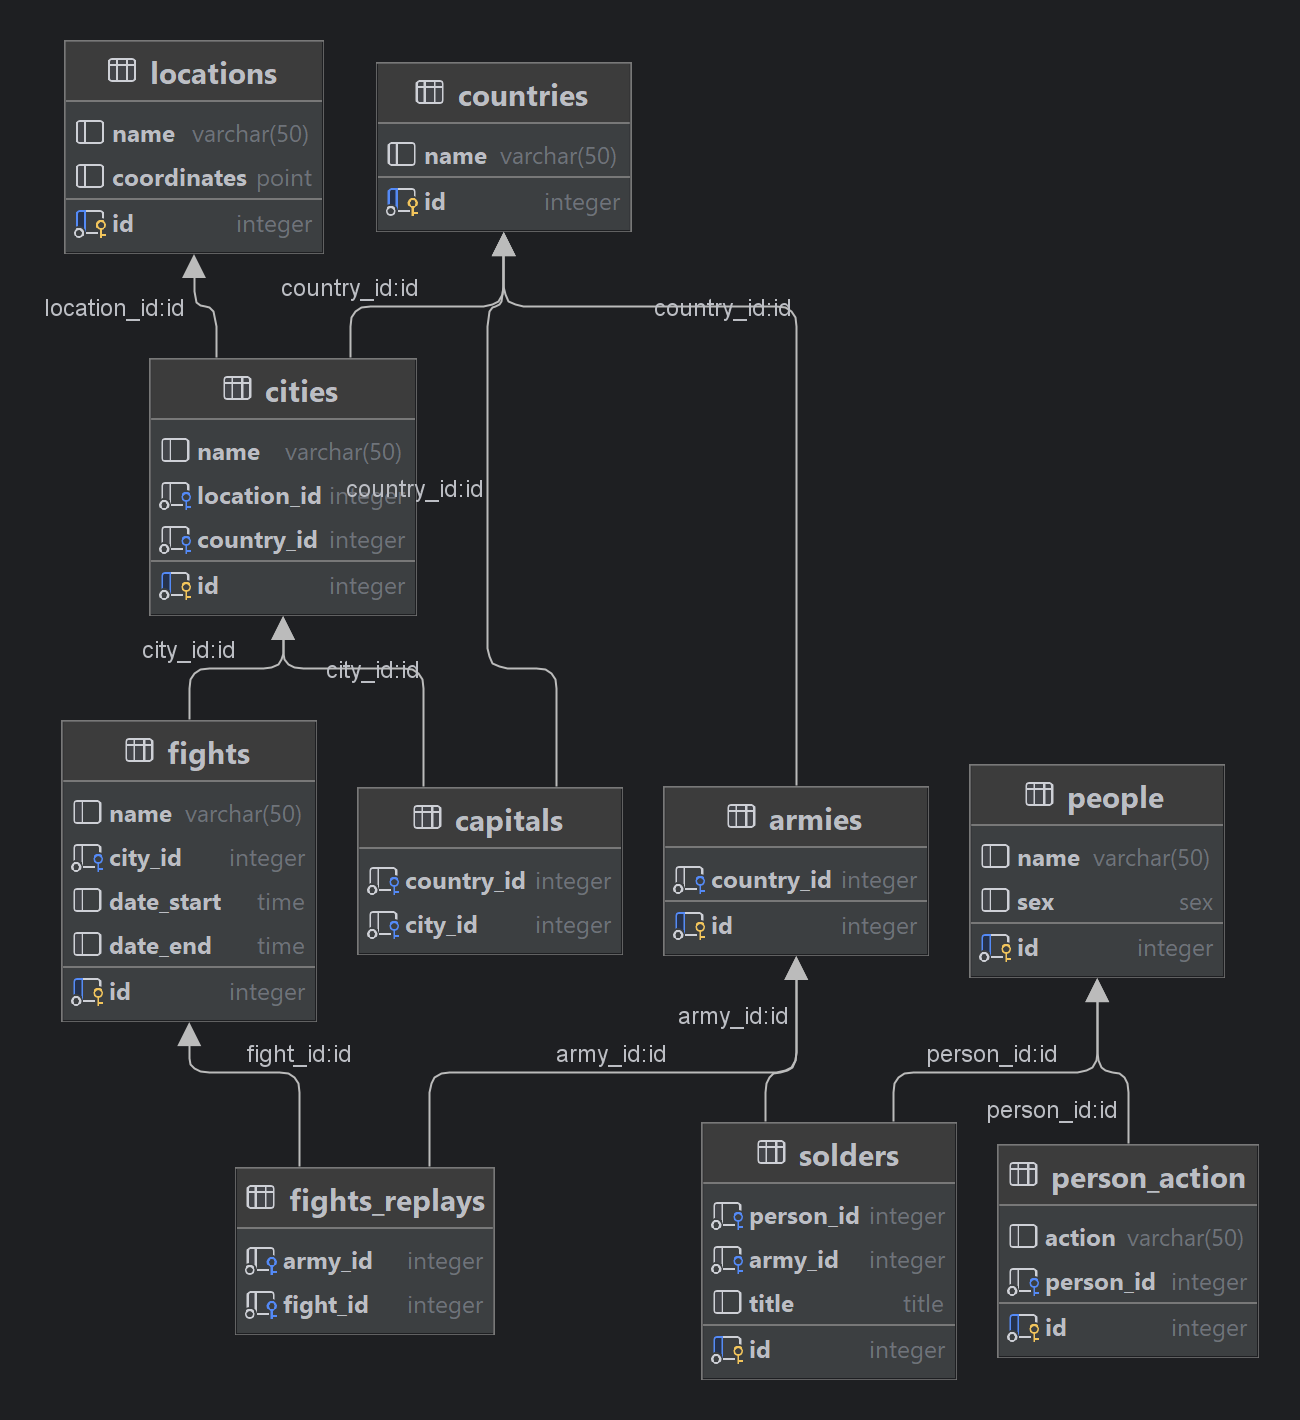 locations
name varchar(50)
coordinates point
id integer
countries
name varchar(50)
id integer
location_id:id
country_id:id
country_id:id
cities
name varchar(50)
location_id integer
country_id integer
id integer
country_id:id
city_id:id
city_id:id
fights
name varchar(50)
city_id integer
date_start time
date_end time
id integer
capitals
country_id integer
city_id integer
armies
country_id integer
id integer
people
name varchar(50)
sex sex
id integer
fight_id:id
army_id:id
army_id:id
person_id:id
person_id:id
fights_replays
army_id integer
fight_id integer
solders
person_id integer
army_id integer
title title
id integer
person_action
action varchar(50)
person_id integer
id integer